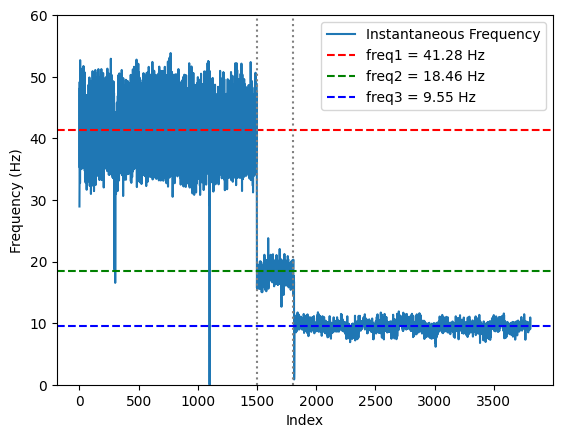 60
50
40
30
20
10
0
Frequency (Hz)
Instantaneous Frequency
freq1 = 41.28 Hz
freq2 = 18.46 Hz
freq3 = 9.55 Hz
0 500 1000 1500 2000 2500 3000 3500
Index